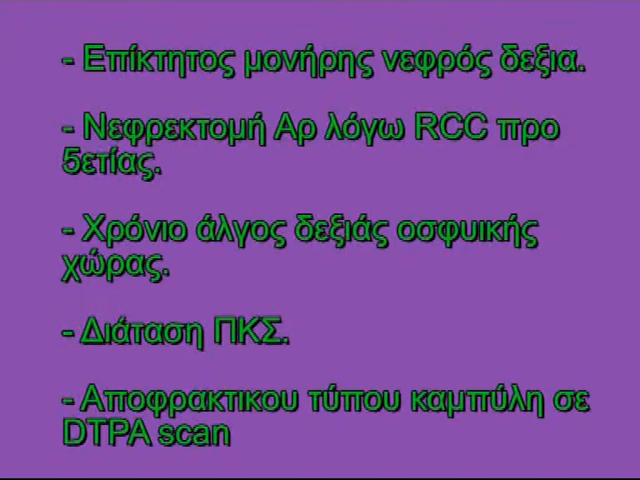 - Επίκτητος μονήρης νεφρός δεξια.
- Νεφρεκτομή Αρ λόγω RCC προ
5ετίας.
- Χρόνιο άλγος δεξιάς οσφυικής
χώρας.
- Διάταση ΠΚΣ.
- Αποφρακτικου τύπου καμπύλη σε
DTPA scan